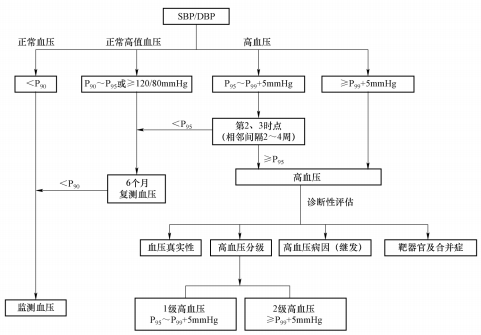 SBP/DBP
正常血压
正常高值血压
高血压
<P90
P90～P95或≥120/80mmHg
P95～P99+5mmHg
≥P99+5mmHg
<P95
第2、3时点
(相邻间隔2～4周)
≥P95
<P90
6个月
复测血压
高血压
诊断性评估
血压真实性
高血压分级
高血压病因（继发）
靶器官及合并症
监测血压
1级高血压
P95～P99+5mmHg
2级高血压
≥P99+5mmHg